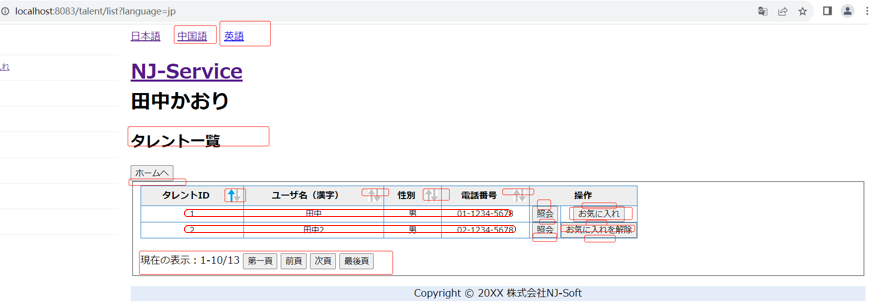 localhost:8083/talent/list?language=jp
日本語 中国語 英語
入れ
NJ-Service
田中かおり
タレント一覧
ホームへ
タレントID ユーザ名（漢字） 性別 電話番号 操作
1 田中 男 01-1234-5678 照会 お気に入れ
2 田中2 男 02-1234-5678 照会 お気に入れを解除
現在の表示：1-10/13 第一頁 前頁 次頁 最後頁
Copyright © 20XX 株式会社NJ-Soft